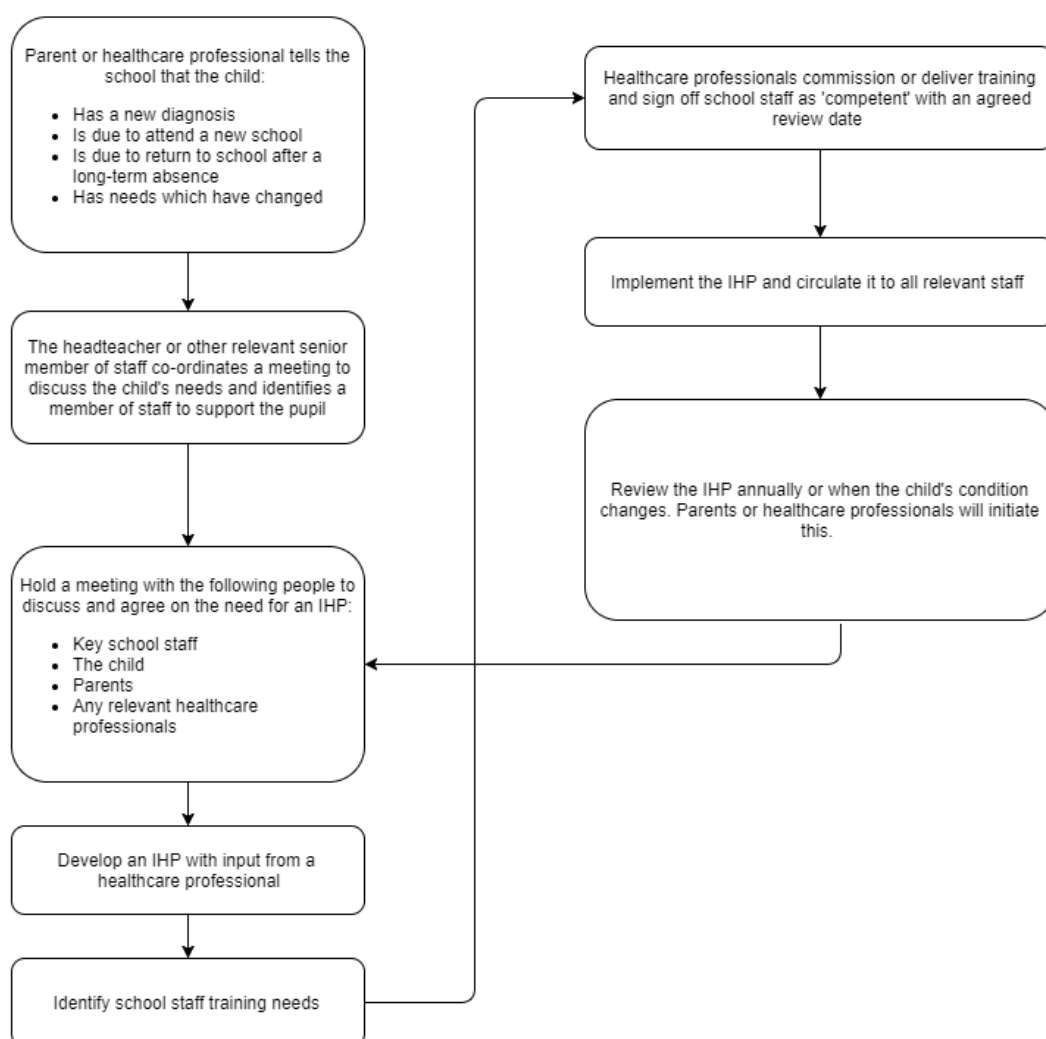 Parent or healthcare professional tells the
school that the child:
• Has a new diagnosis
• Is due to attend a new school
• Is due to return to school after a
long-term absence
• Has needs which have changed
The headteacher or other relevant senior
member of staff co-ordinates a meeting to
discuss the child's needs and identifies a
member of staff to support the pupil
Hold a meeting with the following people to
discuss and agree on the need for an IHP:
• Key school staff
• The child
• Parents
• Any relevant healthcare
professionals
Develop an IHP with input from a
healthcare professional
Identify school staff training needs
Healthcare professionals commission or deliver training
and sign off school staff as 'competent' with an agreed
review date
Implement the IHP and circulate it to all relevant staff
Review the IHP annually or when the child's condition
changes. Parents or healthcare professionals will initiate
this.